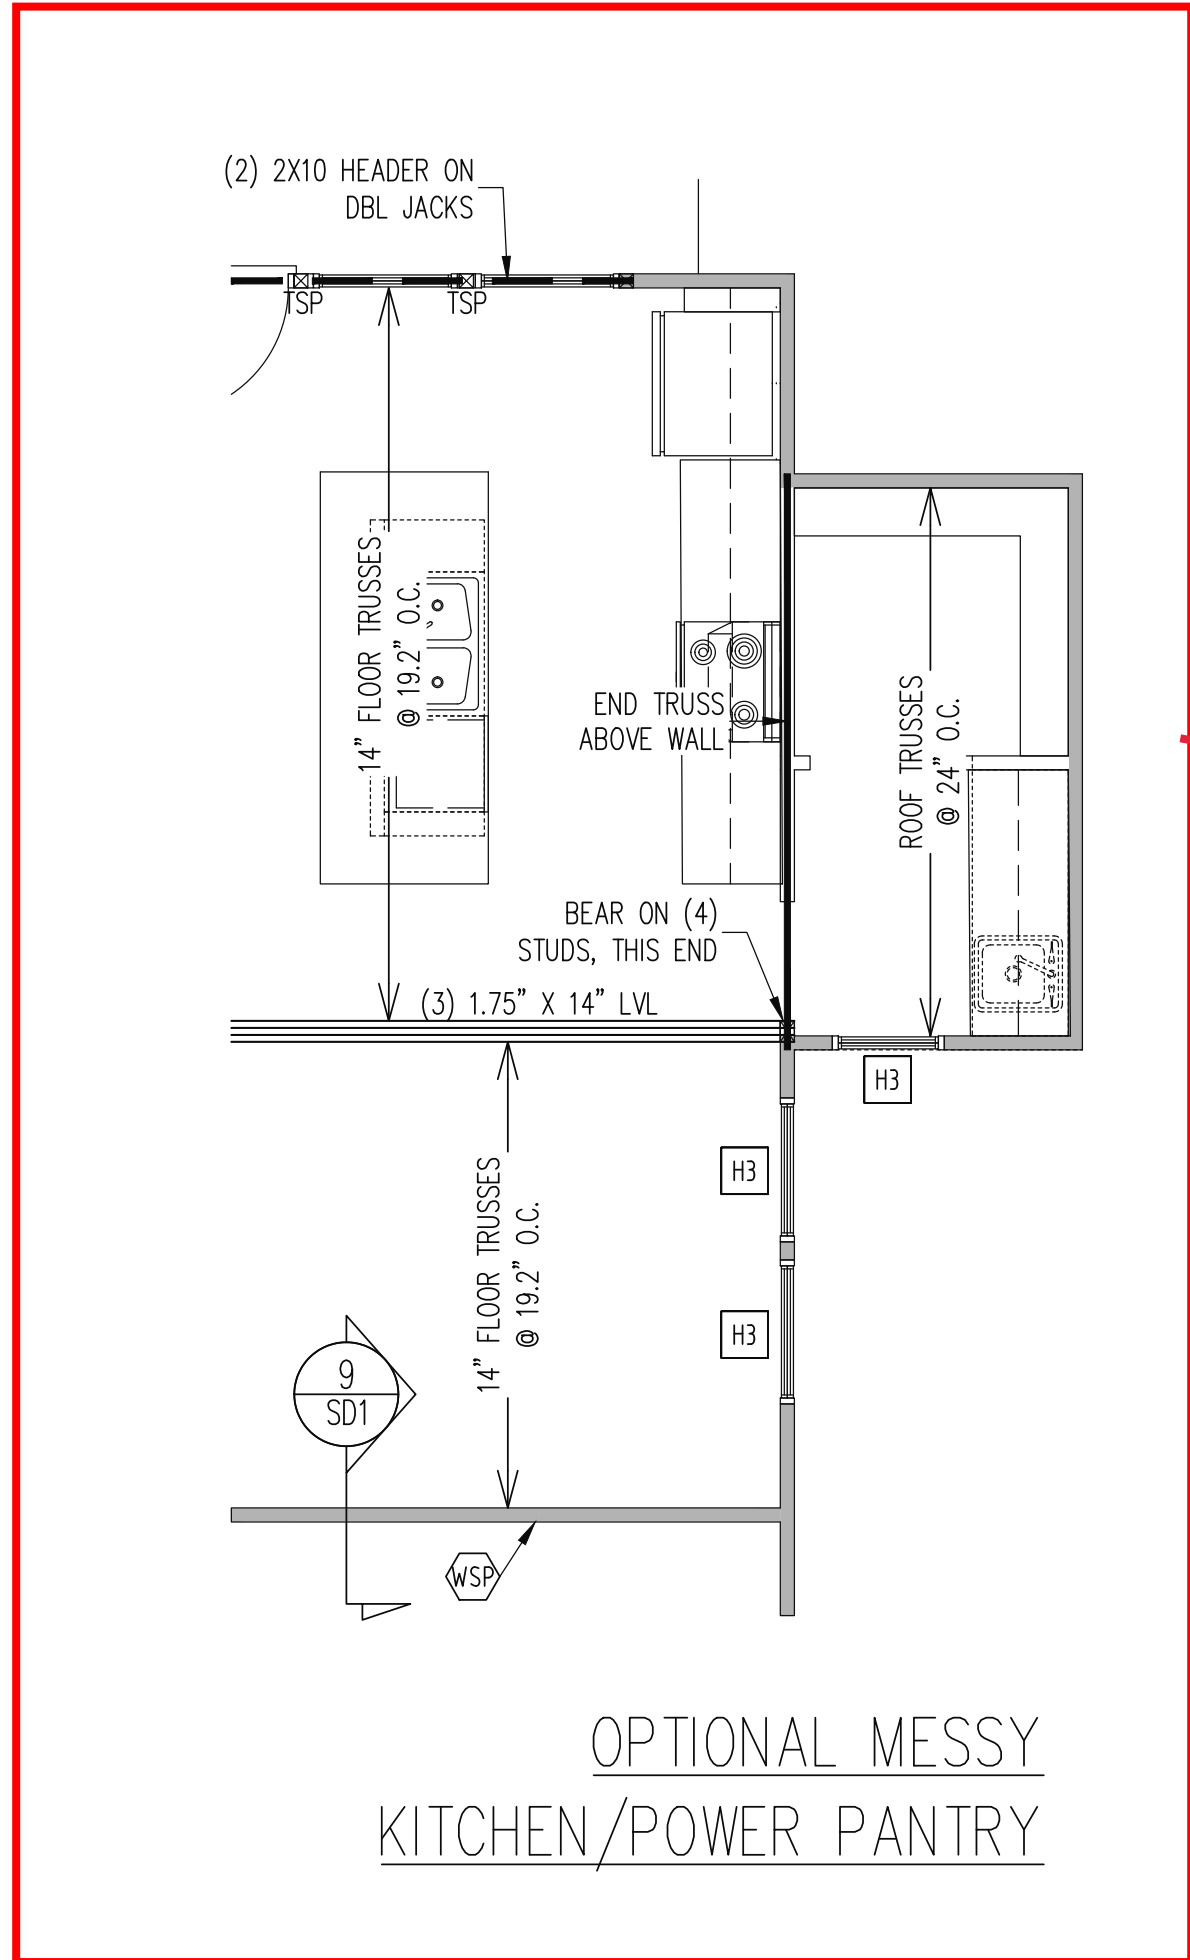 (2) 2X10 HEADER ON
DBL JACKS
TSP
TSP
14” FLOOR TRUSSES
@ 19.2” O.C.
END TRUSS
ABOVE WALL
ROOF TRUSSES
@ 24” O.C.
BEAR ON (4)
STUDS, THIS END
(3) 1.75” X 14” LVL
H3
H3
14” FLOOR TRUSSES
@ 19.2” O.C.
H3
9
SD1
WSP
OPTIONAL MESSY
KITCHEN/POWER PANTRY